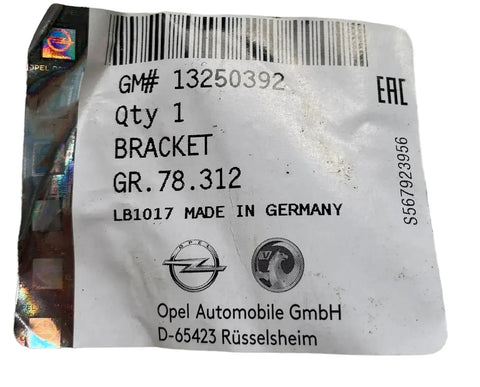 GM# 13250392
Qty 1
BRACKET
GR.78.312
LB1017 MADE IN GERMANY
OPEL
Opel Automobile GmbH
D-65423 Rüsselsheim
EAC
S567923956